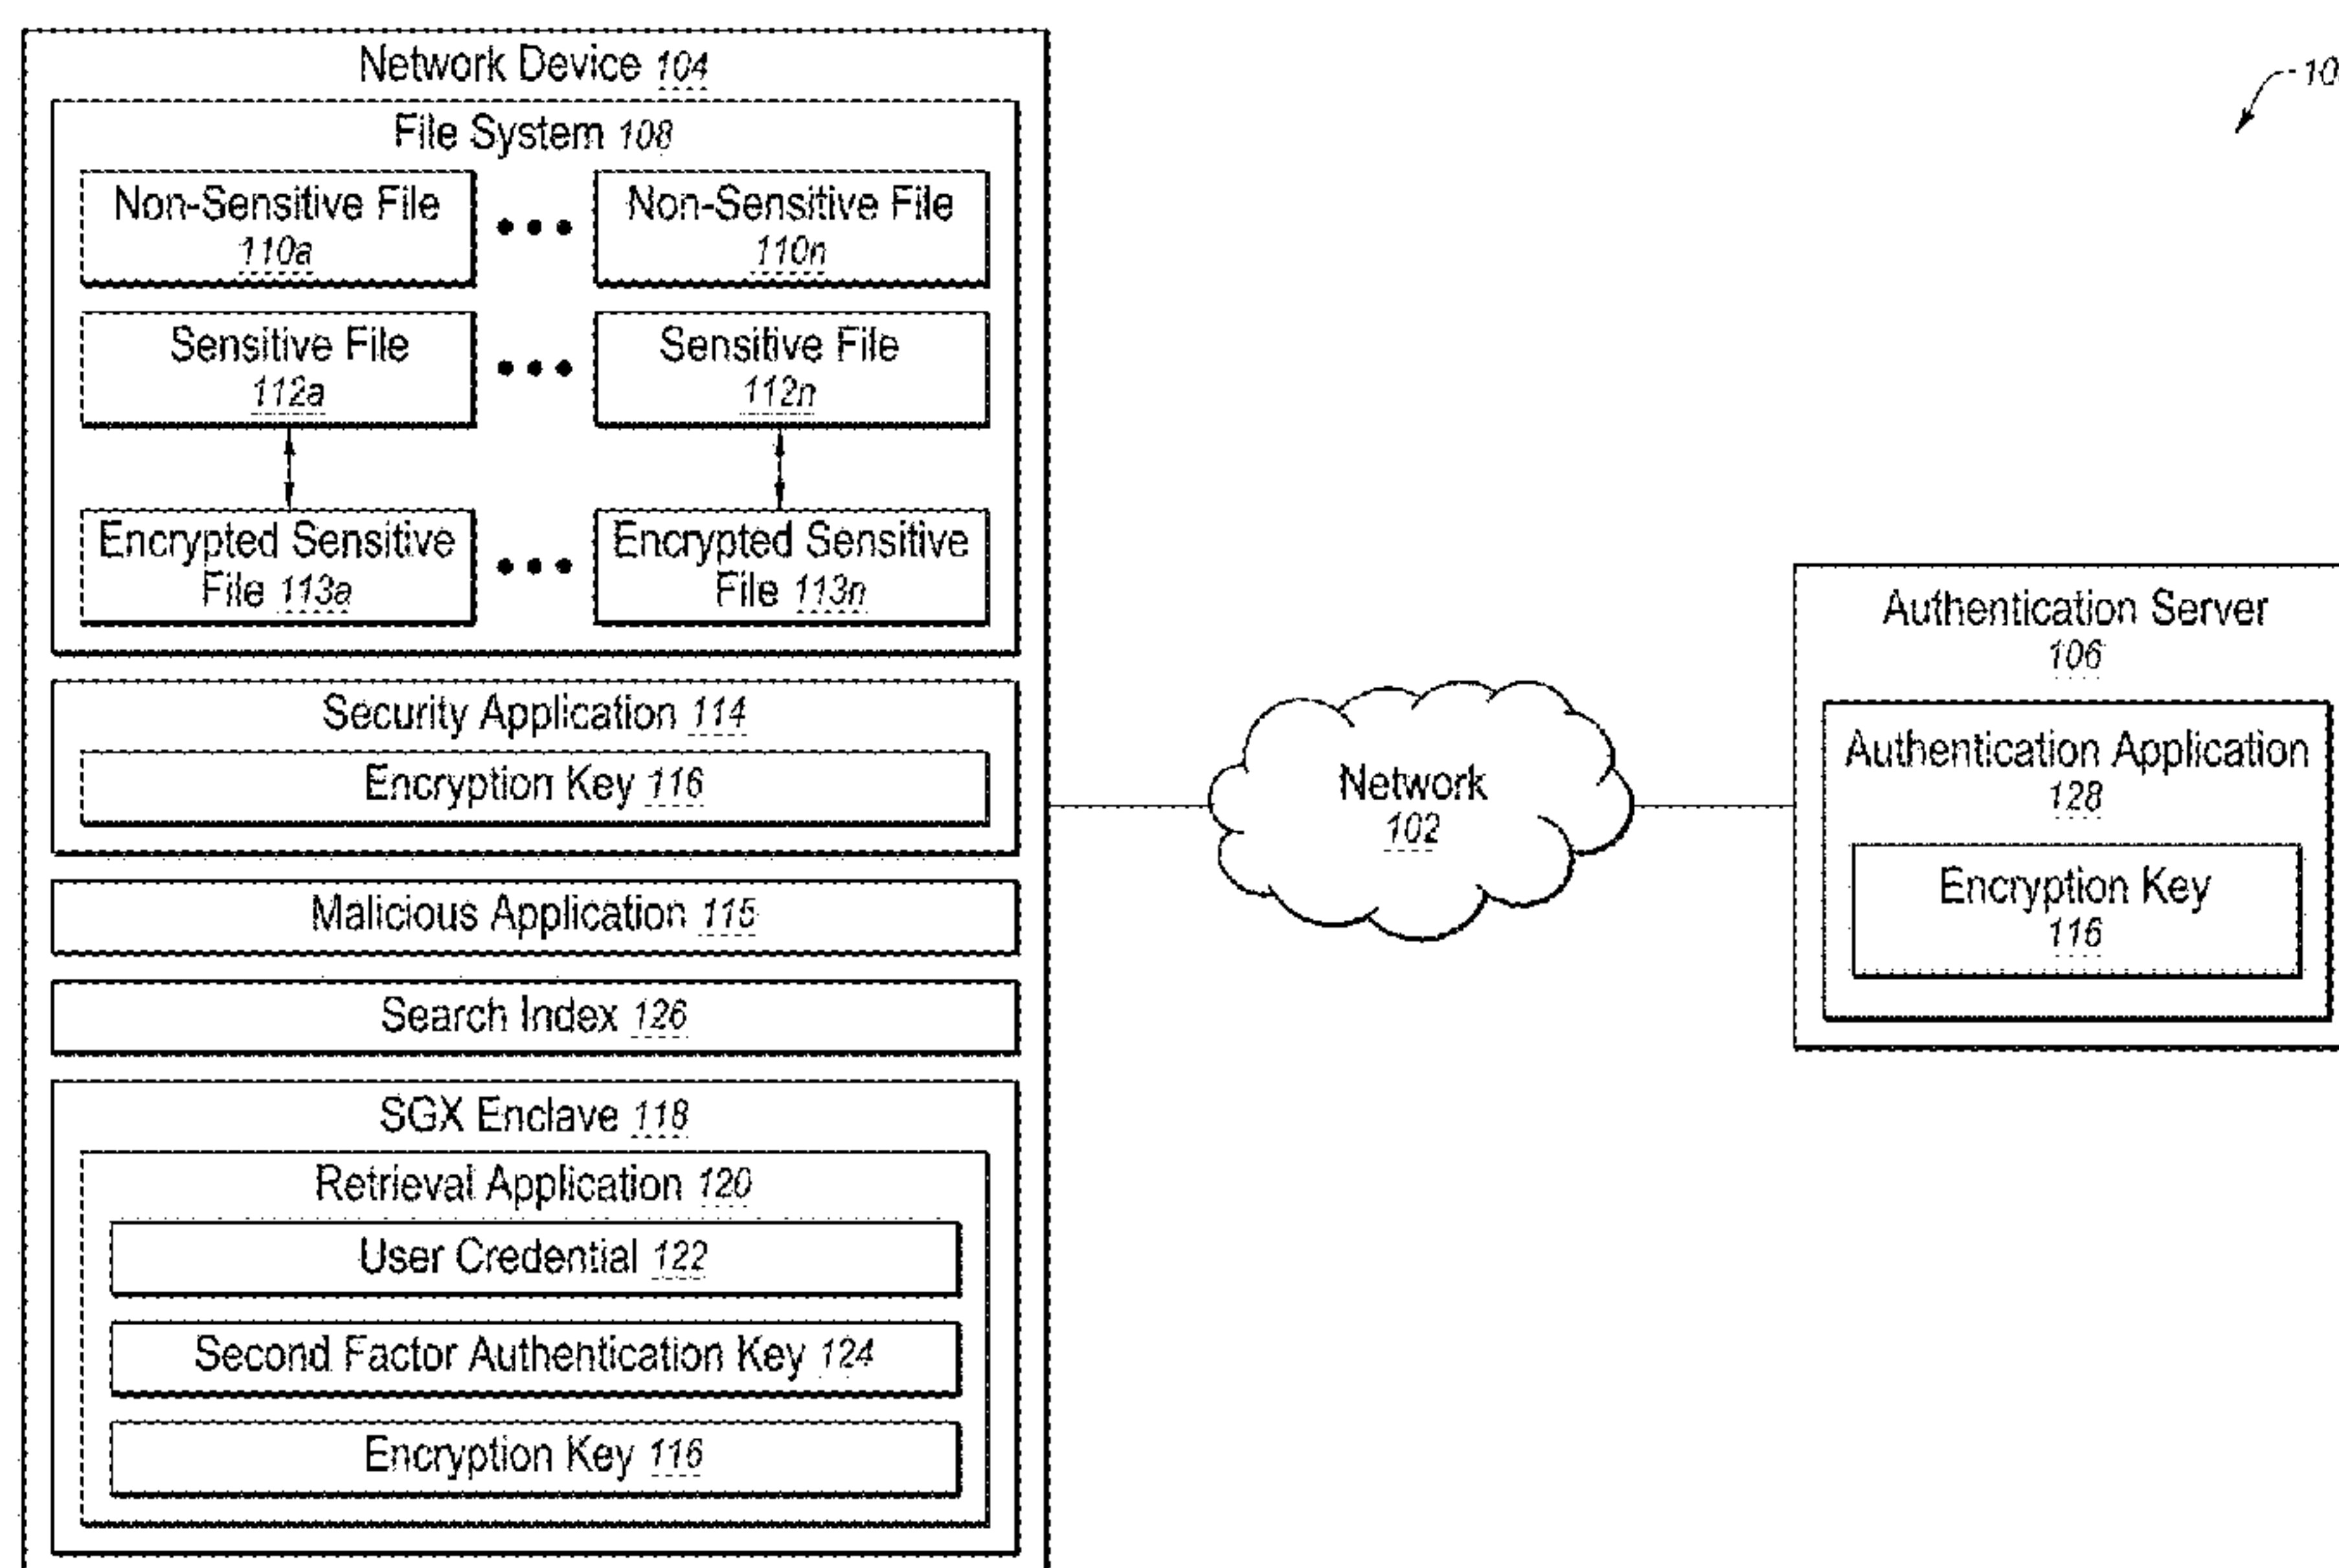 Network Device 104
File System 108
Non-Sensitive File
110a
Non-Sensitive File
110n
Sensitive File
112a
Sensitive File
112n
Encrypted Sensitive
File 113a
Encrypted Sensitive
File 113n
Security Application 114
Encryption Key 116
Malicious Application 115
Search Index 126
SGX Enclave 118
Retrieval Application 120
User Credential 122
Second Factor Authentication Key 124
Encryption Key 116
Network
102
Authentication Server
106
Authentication Application
128
Encryption Key
116